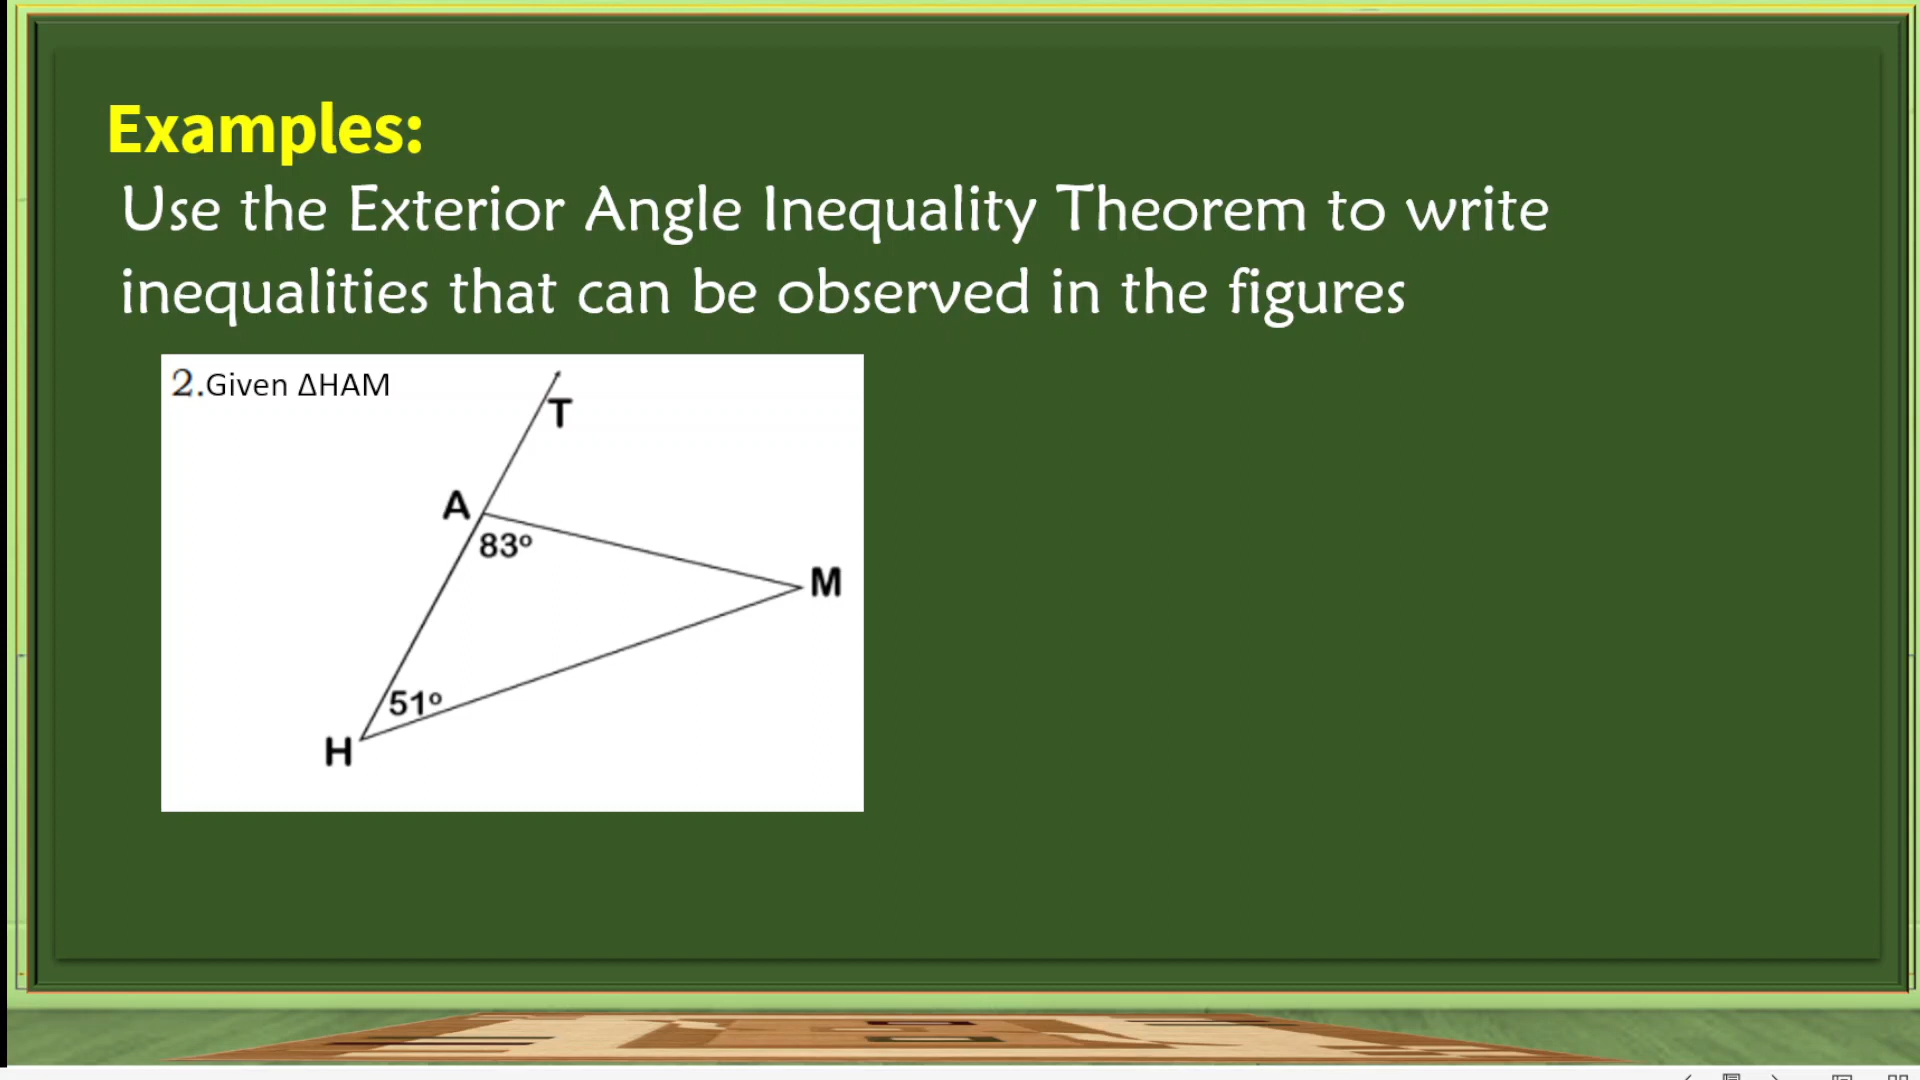 Examples:
Use the Exterior Angle Inequality Theorem to write
inequalities that can be observed in the figures
2.Given ΔHAM
T
A
83º
M
51º
H